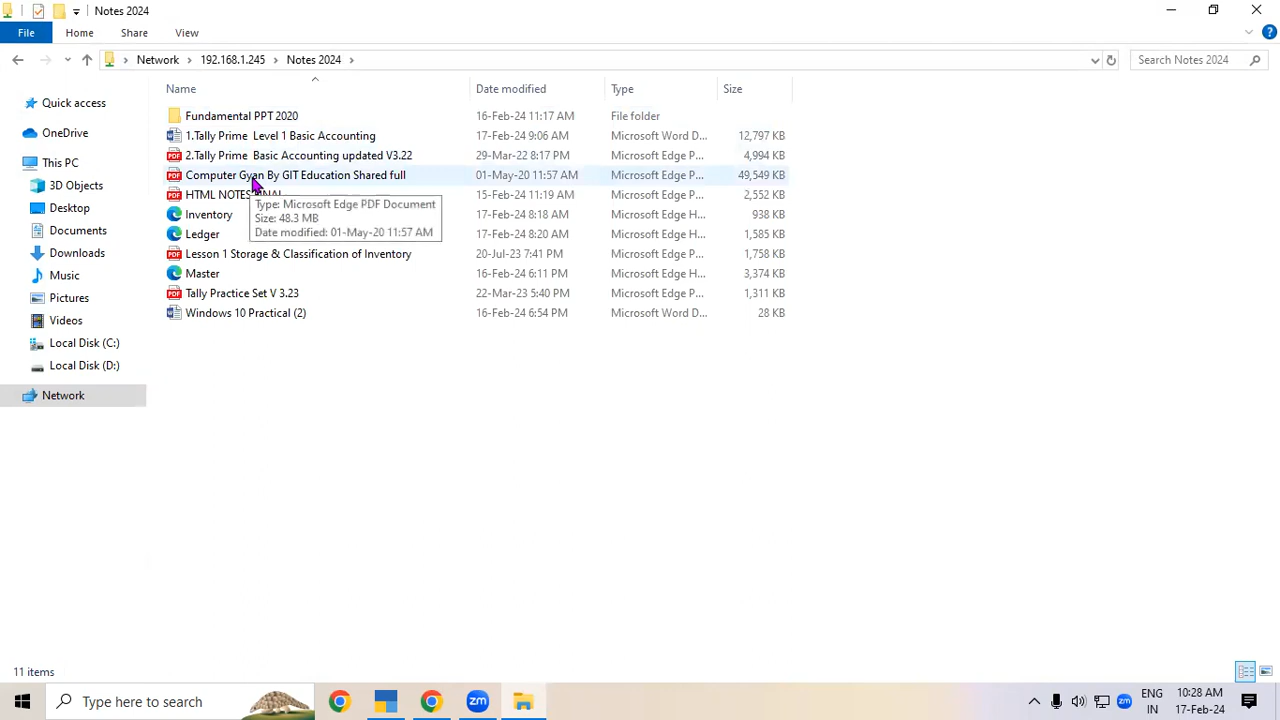 Notes 2024
File
Home
Share
View
Network
192.168.1.245
Notes 2024
Search Notes 2024
Name
Date modified
Type
Size
Quick access
OneDrive
This PC
3D Objects
Desktop
Documents
Downloads
Music
Pictures
Videos
Local Disk (C:)
Local Disk (D:)
Network
Fundamental PPT 2020 16-Feb-24 11:17 AM File folder
1.Tally Prime Level 1 Basic Accounting 17-Feb-24 9:06 AM Microsoft Word D... 12,797 KB
2.Tally Prime Basic Accounting updated V3.22 29-Mar-22 8:17 PM Microsoft Edge P... 4,994 KB
Computer Gyan By GIT Education Shared full 01-May-20 11:57 AM Microsoft Edge P... 49,549 KB
HTML NOTES 15-Feb-24 11:19 AM Microsoft Edge P... 2,552 KB
Inventory 17-Feb-24 8:18 AM Microsoft Edge H... 938 KB
Ledger 17-Feb-24 8:20 AM Microsoft Edge H... 1,585 KB
Lesson 1 Storage & Classification of Inventory 20-Jul-23 7:41 PM Microsoft Edge P... 1,758 KB
Master 16-Feb-24 6:11 PM Microsoft Edge H... 3,374 KB
Tally Practice Set V 3.23 22-Mar-23 5:40 PM Microsoft Edge P... 1,311 KB
Windows 10 Practical (2) 16-Feb-24 6:54 PM Microsoft Word D... 28 KB
Type: Microsoft Edge PDF Document
Size: 48.3 MB
Date modified: 01-May-20 11:57 AM
11 items
Type here to search
zm
ENG
IN
10:28 AM
17-Feb-24